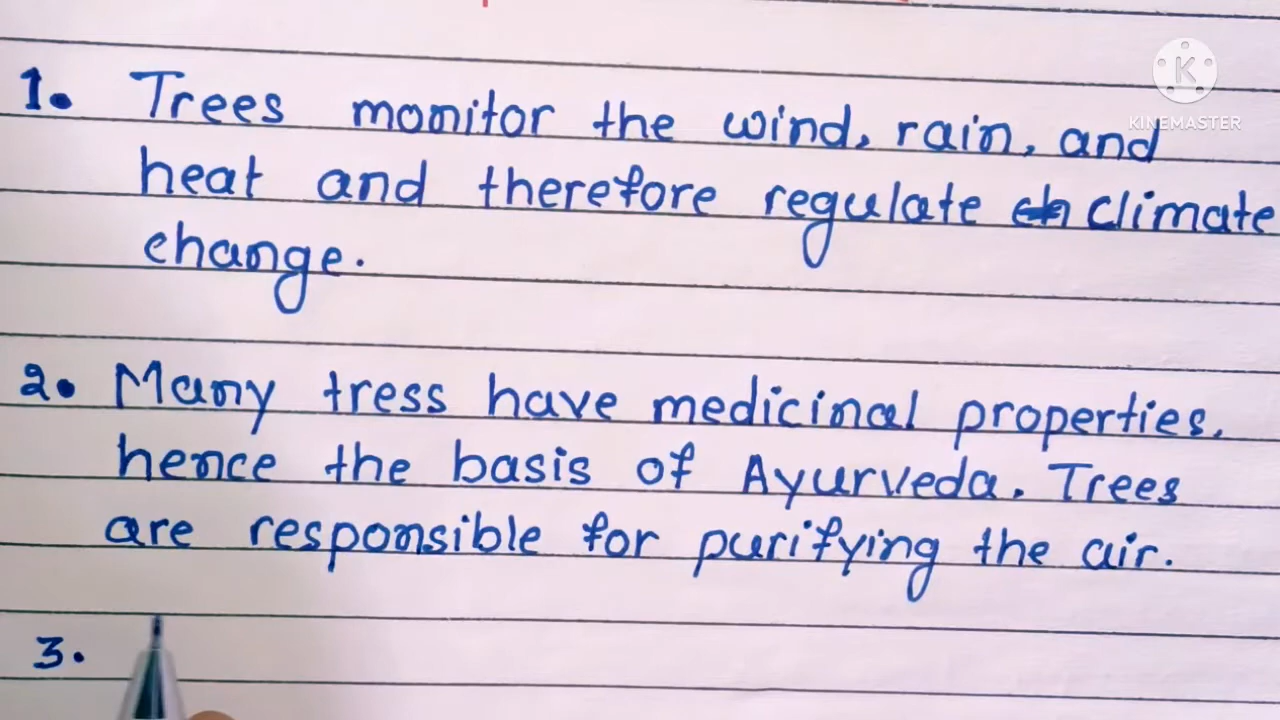 KINEMASTER
1. Trees monitor the wind, rain, and
heat and therefore regulate climate
change.
2. Many tress have medicinal properties,
hence the basis of Ayurveda. Trees
are responsible for purifying the air.
3.